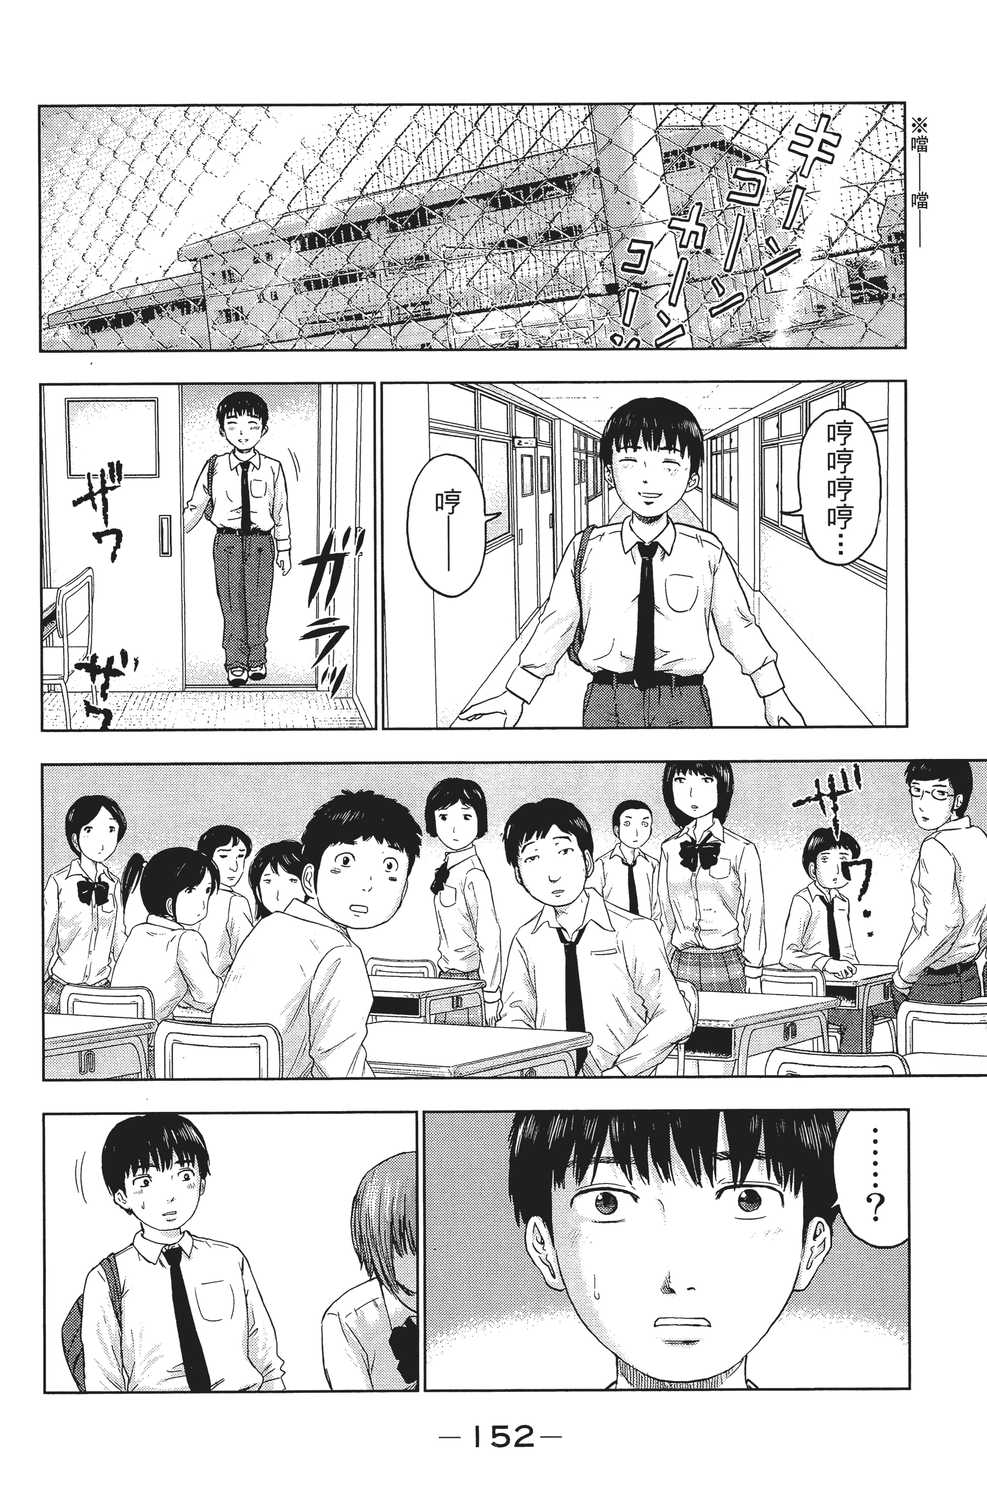 ※噹——噹——
キーン
コーン
カーン
コーン
哼哼哼哼…
哼——
ガラッ
ザワ
ザワ
ザワ
………？
—152—